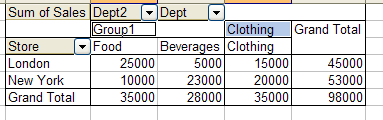 Sum of Sales Dept2 Dept
Group1 Clothing Grand Total
Store Food Beverages Clothing
London 25000 5000 15000 45000
New York 10000 23000 20000 53000
Grand Total 35000 28000 35000 98000